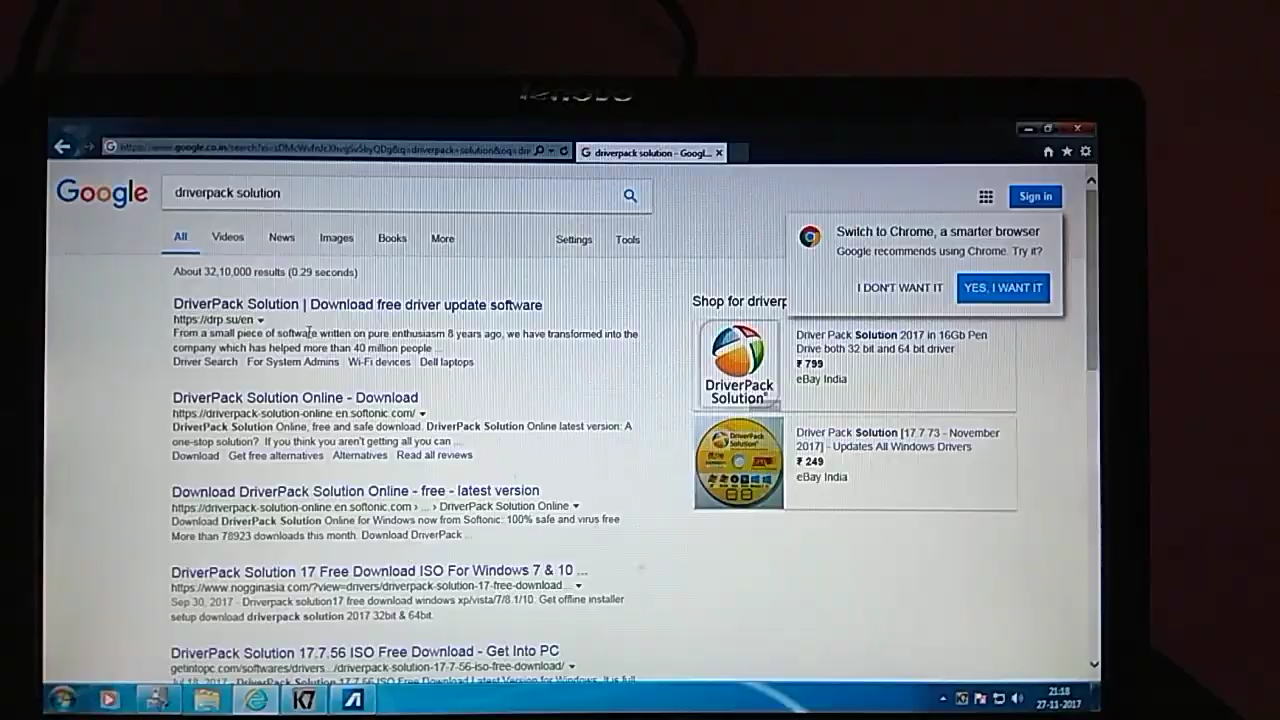 lenovo
driverpack solution - Googl...
Google
driverpack solution
Sign in
All Videos News Images Books More Settings Tools
Switch to Chrome, a smarter browser
Google recommends using Chrome. Try it?
I DON'T WANT IT YES, I WANT IT
About 32,10,000 results (0.29 seconds)
DriverPack Solution | Download free driver update software
https://drp.su/en
From a small piece of software written on pure enthusiasm 8 years ago, we have transformed into the
company which has helped more than 40 million people ...
Driver Search For System Admins Wi-Fi devices Dell laptops
DriverPack Solution Online - Download
https://driverpack-solution-online.en.softonic.com/
DriverPack Solution Online, free and safe download. DriverPack Solution Online latest version: A
one-stop solution? If you think you aren't getting all you can ...
Download Get free alternatives Alternatives Read all reviews
Download DriverPack Solution Online - free - latest version
https://driverpack-solution-online.en.softonic.com › ... › DriverPack Solution Online
Download DriverPack Solution Online for Windows now from Softonic: 100% safe and virus free
More than 78923 downloads this month. Download DriverPack ...
DriverPack Solution 17 Free Download ISO For Windows 7 & 10 ...
https://www.nogginasia.com/?view=drivers/driverpack-solution-17-free-download...
Sep 30, 2017 - Driverpack solution17 free download windows xp/vista/7/8.1/10. Get offline installer
setup download driverpack solution 2017 32bit & 64bit.
DriverPack Solution 17.7.56 ISO Free Download - Get Into PC
getintopc.com/softwares/drivers.../driverpack-solution-17-7-56-iso-free-download/
Shop for driverp
DriverPack
Solution
Driver Pack Solution 2017 in 16Gb Pen
Drive both 32 bit and 64 bit driver
₹ 799
eBay India
Driver Pack Solution [17.7.73 - November
2017] - Updates All Windows Drivers
₹ 249
eBay India
K7
21:18
27-11-2017